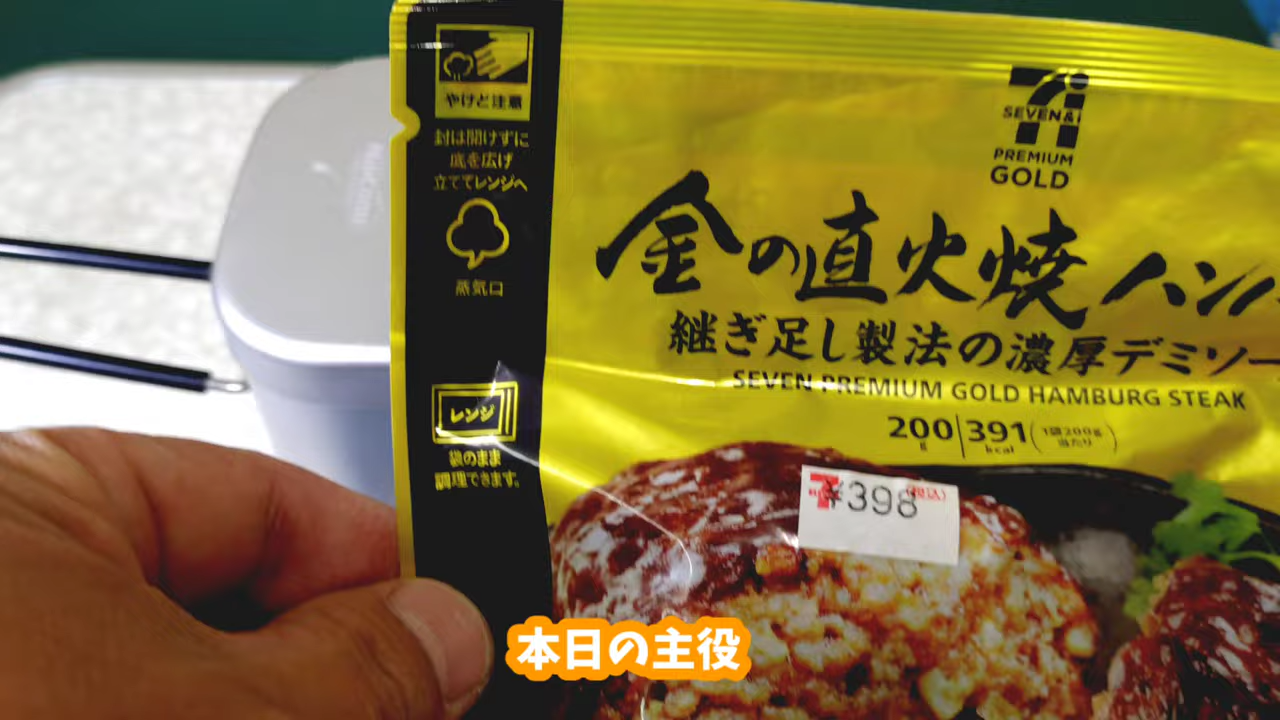 やけど注意
封は開けずに
底を広げ
立ててレンジへ
蒸気口
レンジ
袋のまま
調理できます。
SEVEN&i
PREMIUM
GOLD
金の直火焼ハン
継ぎ足し製法の濃厚デミソー
SEVEN PREMIUM GOLD HAMBURG STEAK
200g 391kcal (1袋200g当たり)
¥398(税込)
本日の主役